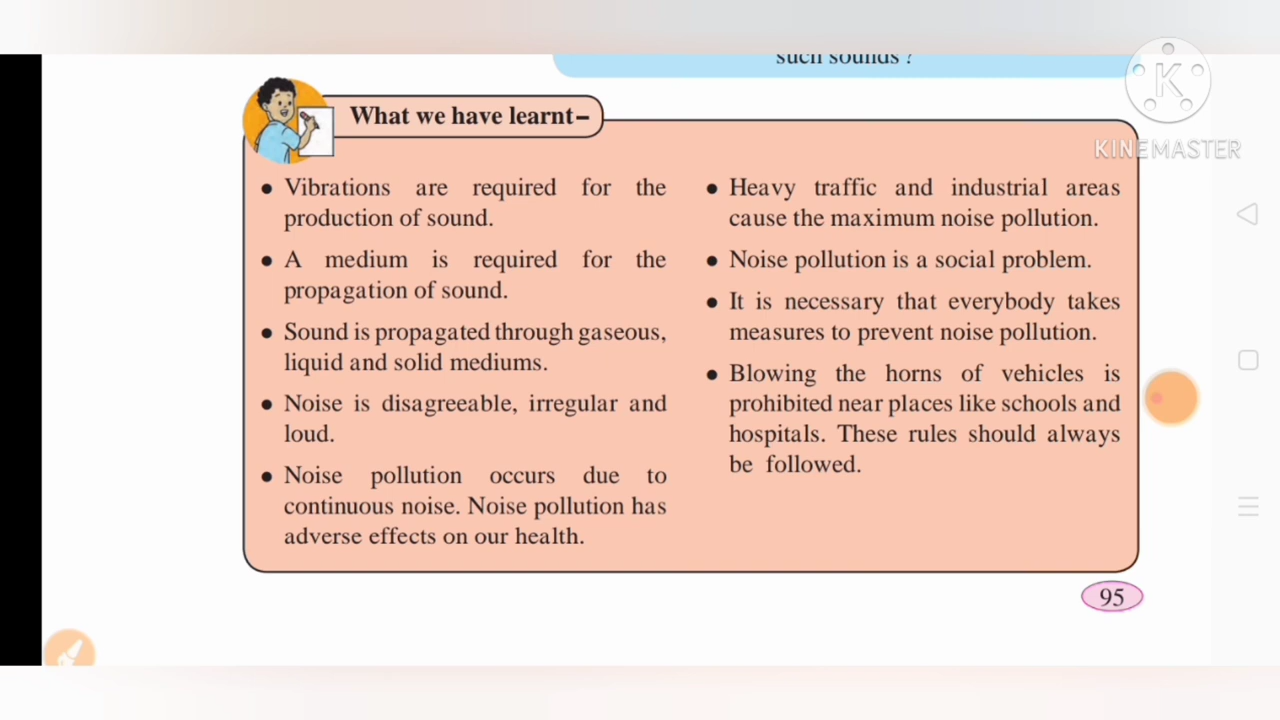 such sounds ?
K
KINEMASTER
What we have learnt–
• Vibrations are required for the
production of sound.
• A medium is required for the
propagation of sound.
• Sound is propagated through gaseous,
liquid and solid mediums.
• Noise is disagreeable, irregular and
loud.
• Noise pollution occurs due to
continuous noise. Noise pollution has
adverse effects on our health.
• Heavy traffic and industrial areas
cause the maximum noise pollution.
• Noise pollution is a social problem.
• It is necessary that everybody takes
measures to prevent noise pollution.
• Blowing the horns of vehicles is
prohibited near places like schools and
hospitals. These rules should always
be followed.
95